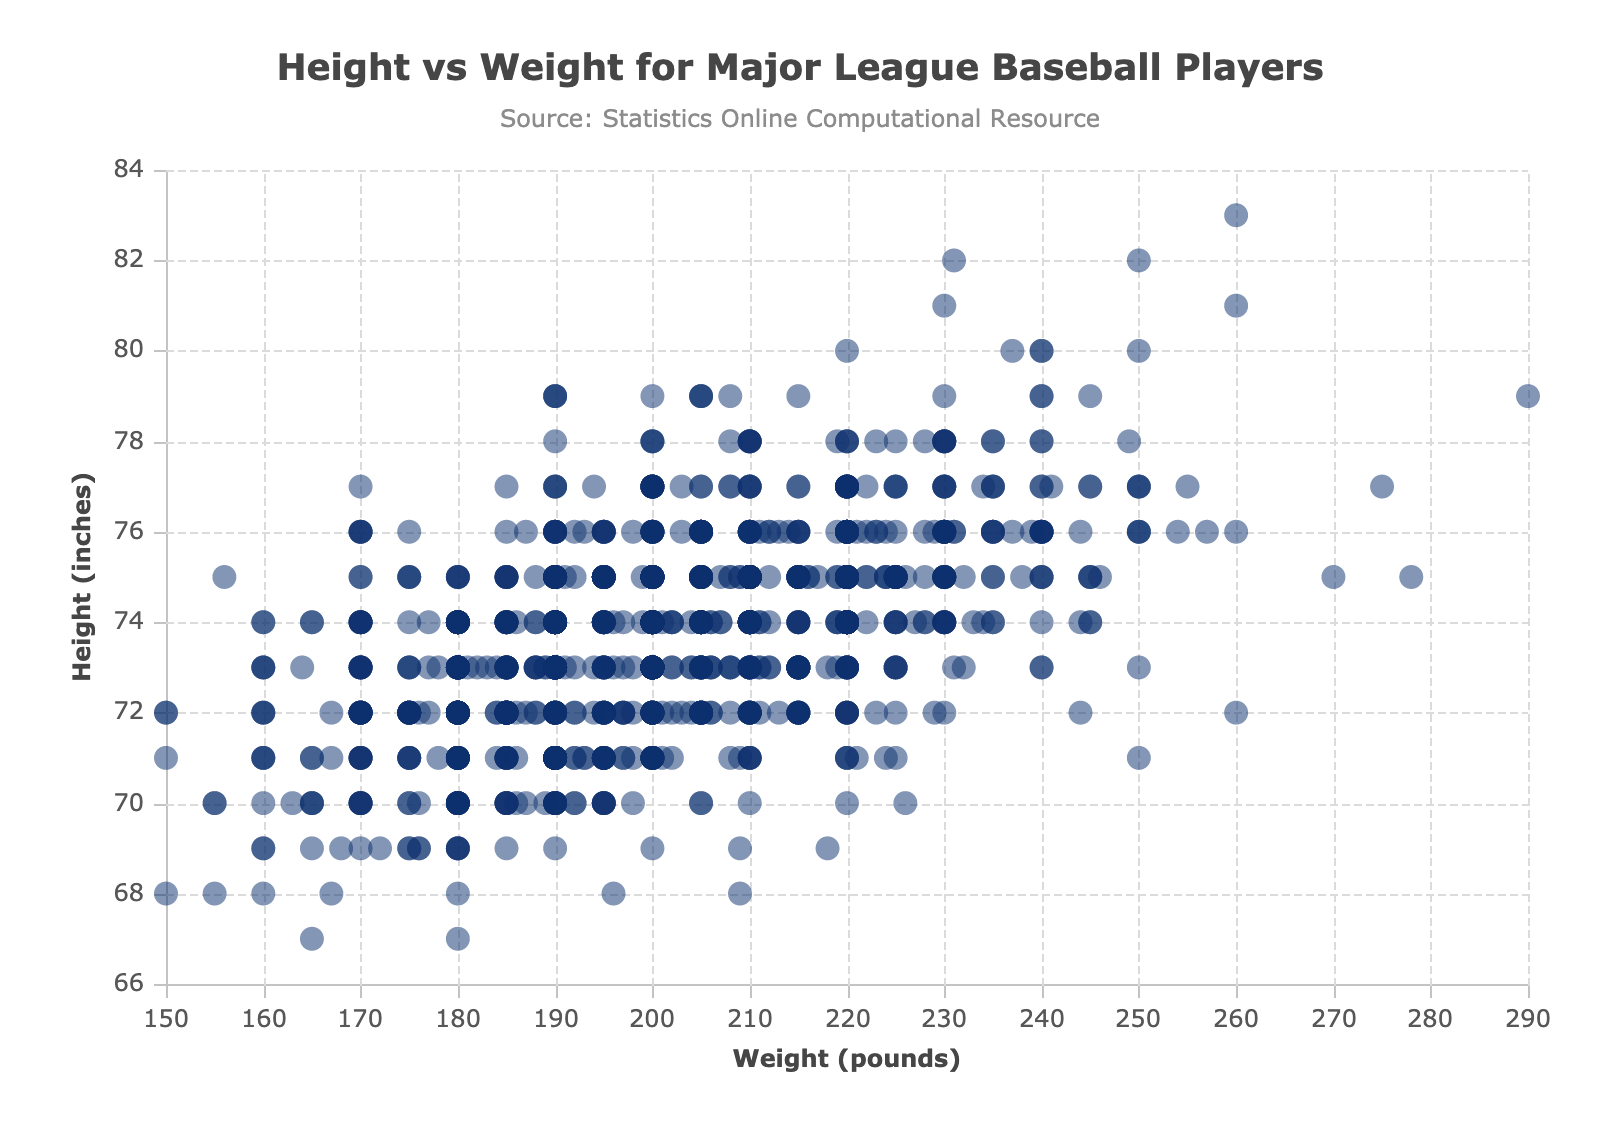 Height vs Weight for Major League Baseball Players
Source: Statistics Online Computational Resource
84
82
80
78
76
74
72
70
68
66
Height (inches)
150 160 170 180 190 200 210 220 230 240 250 260 270 280 290
Weight (pounds)